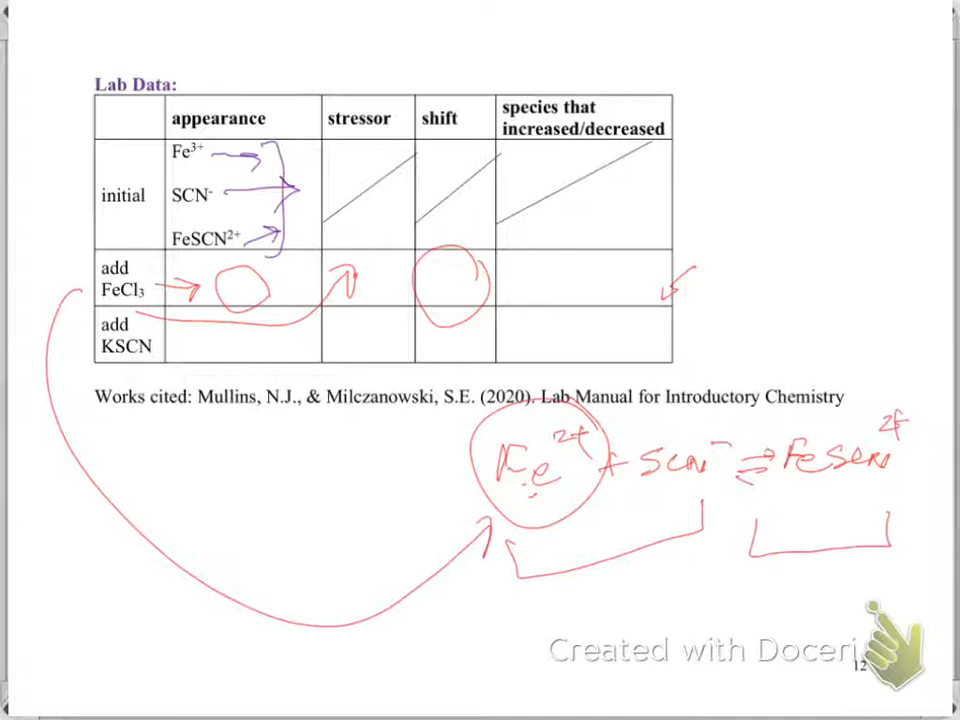 Lab Data:
appearance stressor shift species that increased/decreased
initial Fe³⁺
SCN⁻
FeSCN²⁺
add FeCl₃
add KSCN
Works cited: Mullins, N.J., & Milczanowski, S.E. (2020). Lab Manual for Introductory Chemistry
Fe²⁺ + SCN⁻ ⇌ FeSCN²⁺
Created with Doceri
12